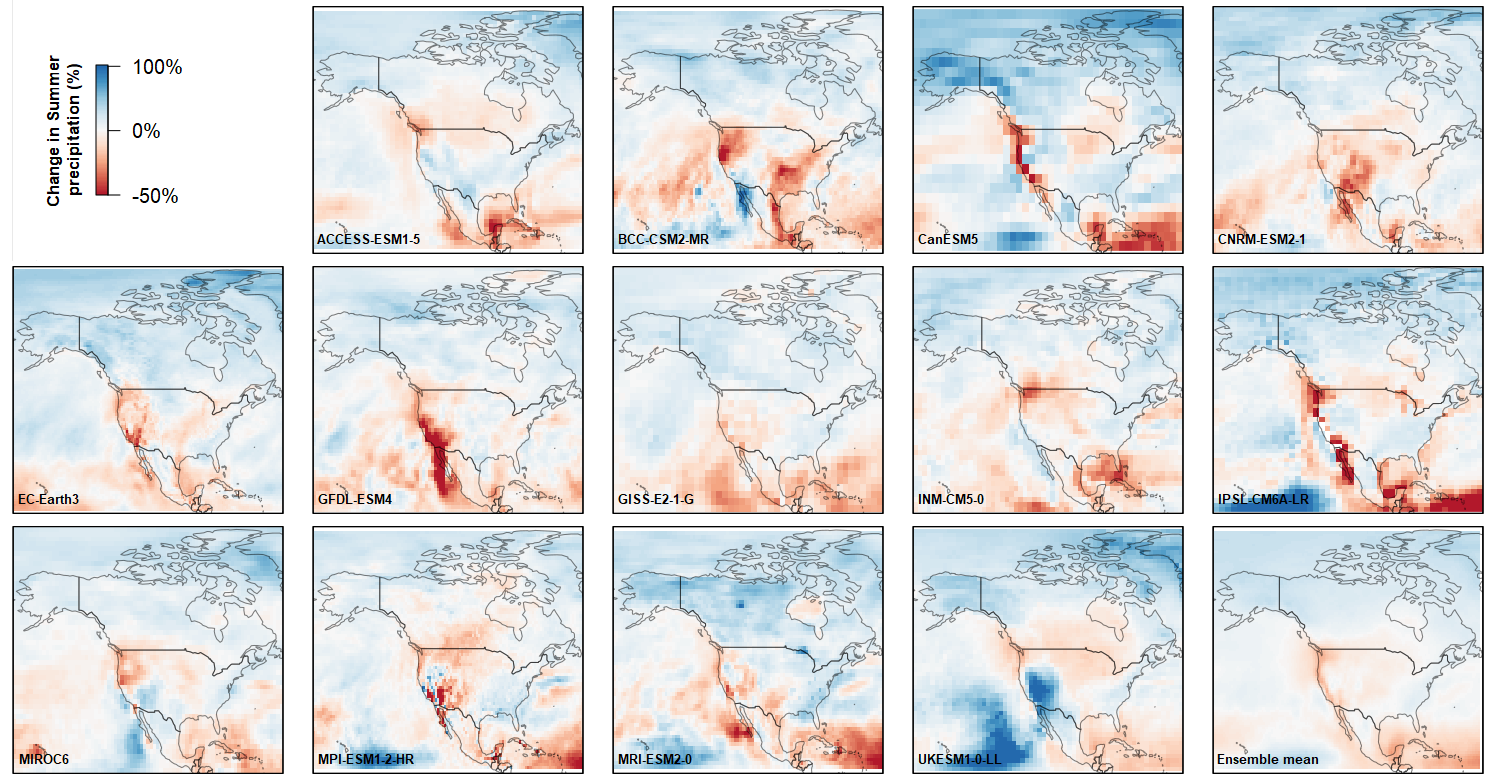 Change in Summer
precipitation (%)
100%
0%
-50%
ACCESS-ESM1-5
BCC-CSM2-MR
CanESM5
CNRM-ESM2-1
EC-Earth3
GFDL-ESM4
GISS-E2-1-G
INM-CM5-0
IPSL-CM6A-LR
MIROC6
MPI-ESM1-2-HR
MRI-ESM2-0
UKESM1-0-LL
Ensemble mean